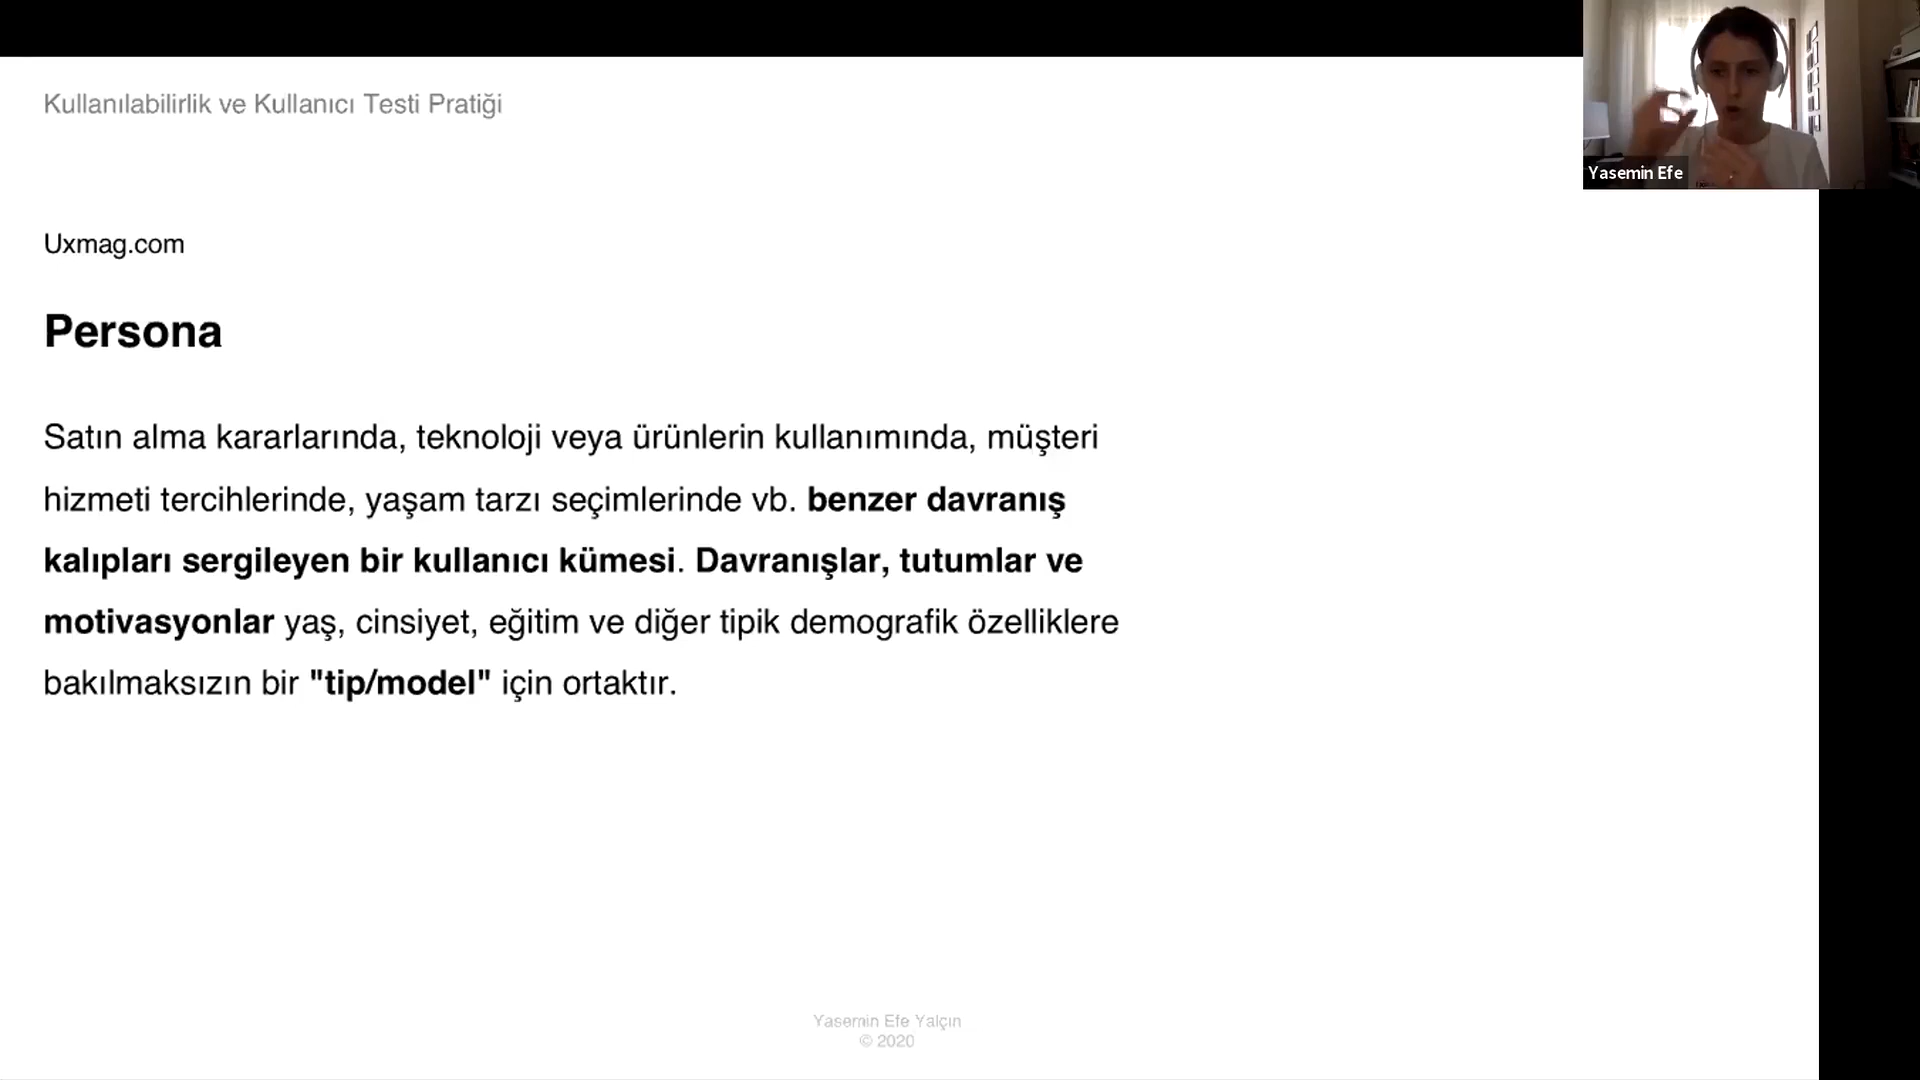 Kullanılabilirlik ve Kullanıcı Testi Pratiği
Yasemin Efe
Uxmag.com
Persona
Satın alma kararlarında, teknoloji veya ürünlerin kullanımında, müşteri
hizmeti tercihlerinde, yaşam tarzı seçimlerinde vb. benzer davranış
kalıpları sergileyen bir kullanıcı kümesi. Davranışlar, tutumlar ve
motivasyonlar yaş, cinsiyet, eğitim ve diğer tipik demografik özelliklere
bakılmaksızın bir "tip/model" için ortaktır.
Yasemin Efe Yalçın
© 2020